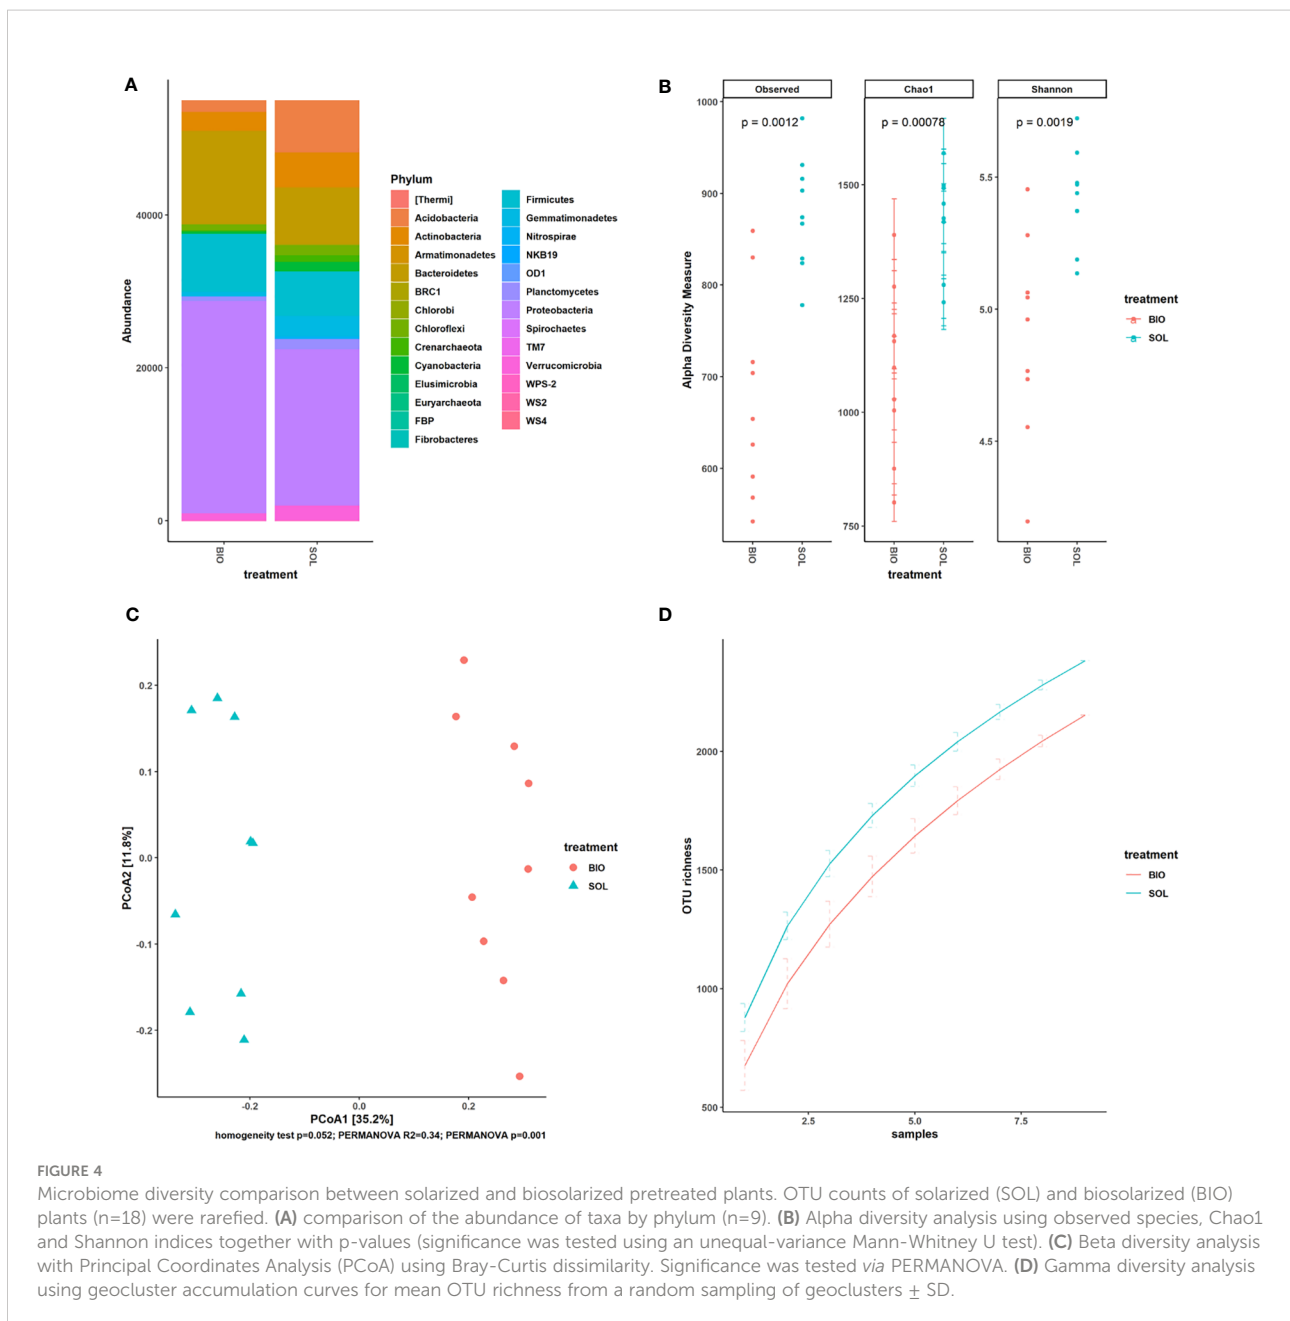 A
Abundance
40000
20000
0
BIO
SOL
treatment
Phylum
[Thermi]
Acidobacteria
Actinobacteria
Armatimonadetes
Bacteroidetes
BRC1
Chlorobi
Chloroflexi
Crenarchaeota
Cyanobacteria
Elusimicrobia
Euryarchaeota
FBP
Fibrobacteres
Firmicutes
Gemmatimonadetes
Nitrospirae
NKB19
OD1
Planctomycetes
Proteobacteria
Spirochaetes
TM7
Verrucomicrobia
WPS-2
WS2
WS4
B
Alpha Diversity Measure
Observed
p = 0.0012
1000
900
800
700
600
BIO
SOL
Chao1
p = 0.00078
1500
1250
1000
750
BIO
SOL
treatment
Shannon
p = 0.0019
5.5
5.0
4.5
BIO
SOL
treatment
BIO
SOL
C
PCoA2 [11.8%]
0.2
0.1
0.0
-0.1
-0.2
-0.2
0.0
0.2
PCoA1 [35.2%]
homogeneity test p=0.052; PERMANOVA R2=0.34; PERMANOVA p=0.001
treatment
BIO
SOL
D
OTU richness
2000
1500
1000
500
2.5
5.0
7.5
samples
treatment
BIO
SOL
FIGURE 4
Microbiome diversity comparison between solarized and biosolarized pretreated plants. OTU counts of solarized (SOL) and biosolarized (BIO)
plants (n=18) were rarefied. (A) comparison of the abundance of taxa by phylum (n=9). (B) Alpha diversity analysis using observed species, Chao1
and Shannon indices together with p-values (significance was tested using an unequal-variance Mann-Whitney U test). (C) Beta diversity analysis
with Principal Coordinates Analysis (PCoA) using Bray-Curtis dissimilarity. Significance was tested via PERMANOVA. (D) Gamma diversity analysis
using geocluster accumulation curves for mean OTU richness from a random sampling of geoclusters ± SD.